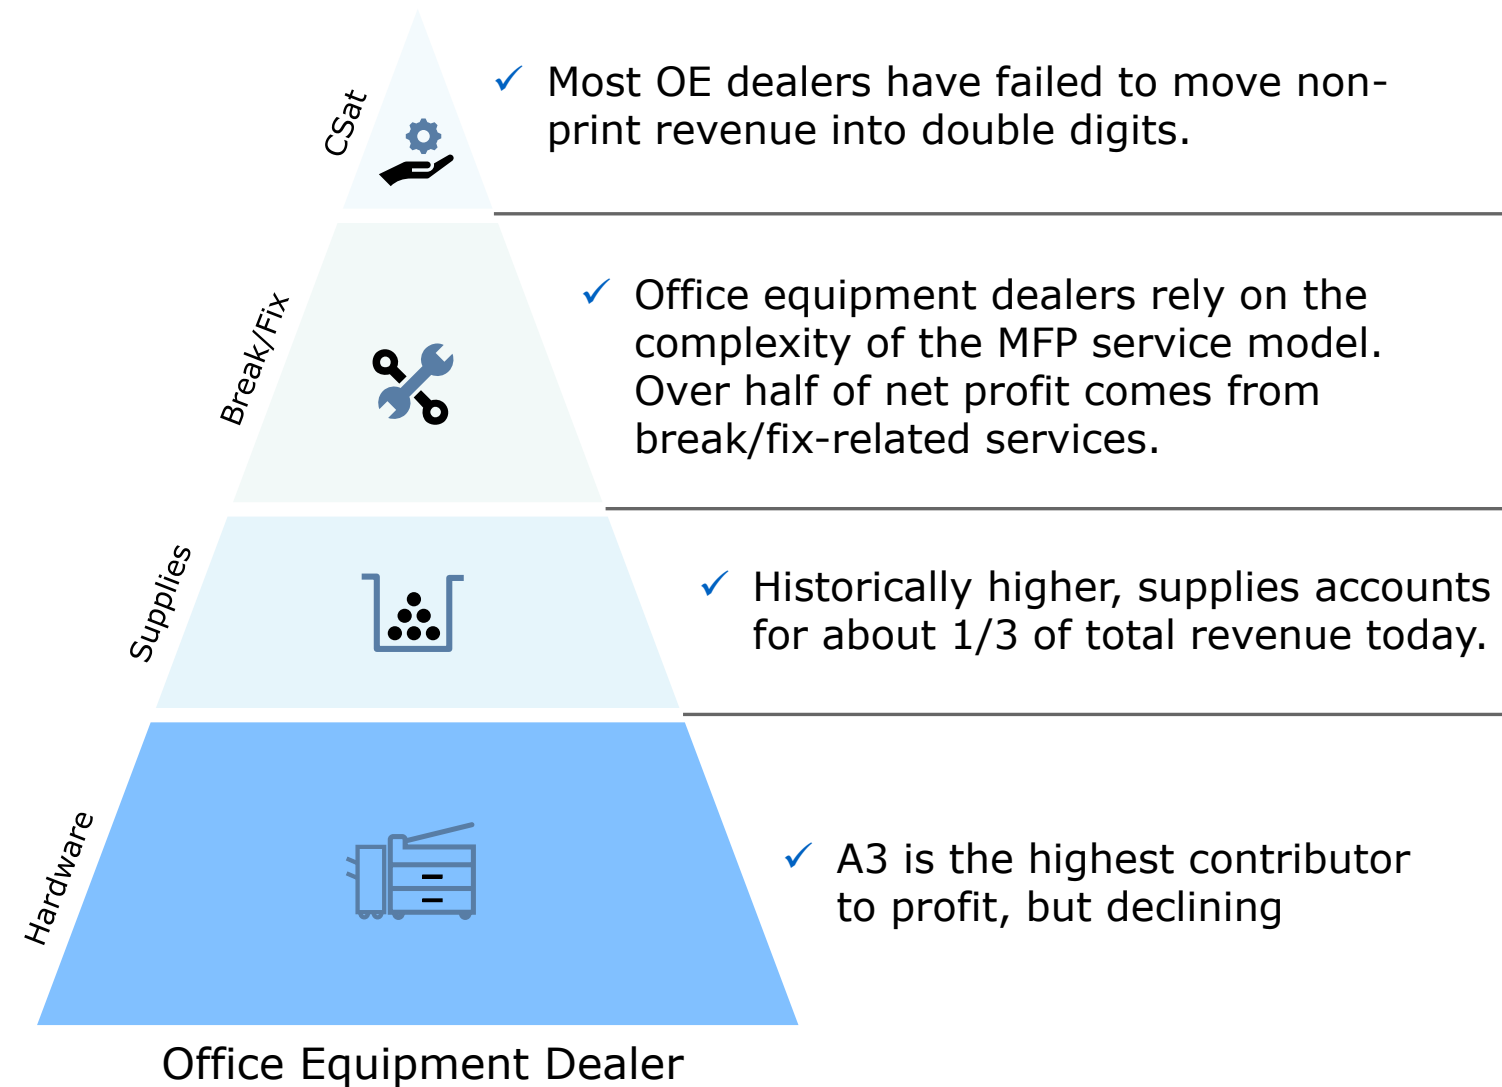 CSat
✓ Most OE dealers have failed to move non-
print revenue into double digits.
Break/Fix
✓ Office equipment dealers rely on the
complexity of the MFP service model.
Over half of net profit comes from
break/fix-related services.
Supplies
✓ Historically higher, supplies accounts
for about 1/3 of total revenue today.
Hardware
✓ A3 is the highest contributor
to profit, but declining
Office Equipment Dealer